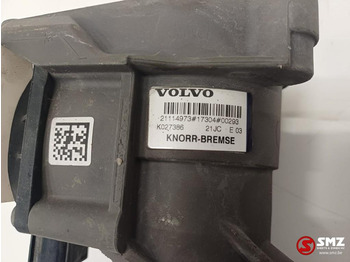 VOLVO
21114973#17304#00293
K027386 21JC E 03
KNORR-BREMSE
SMZ